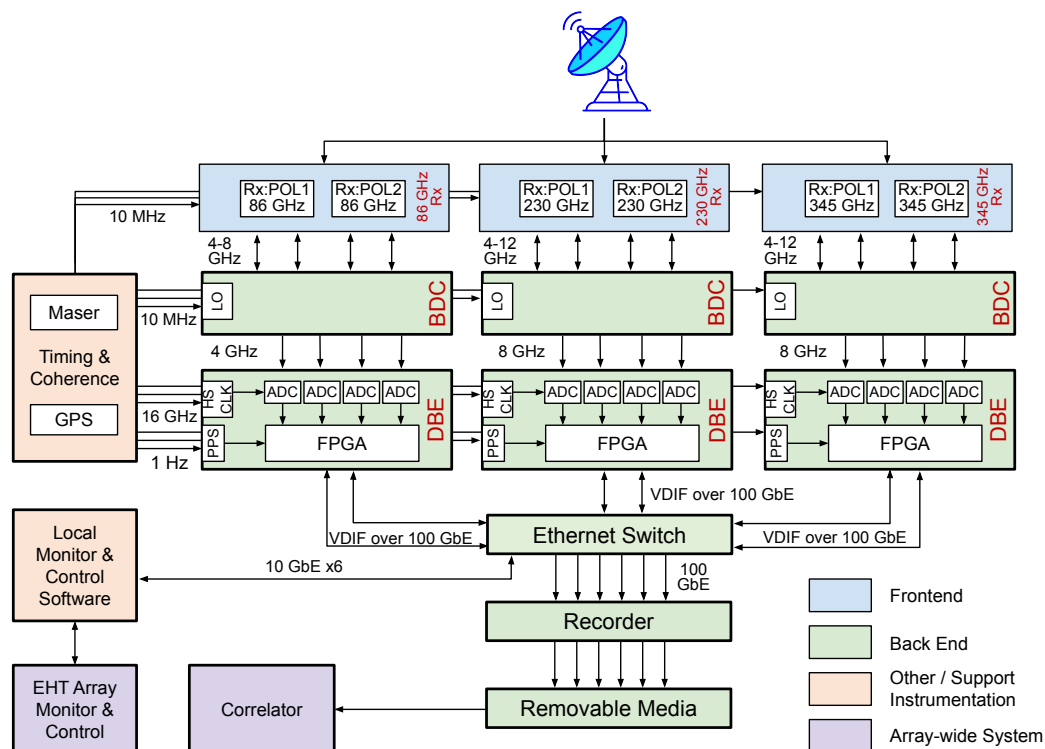 Rx:POL1
86 GHz
Rx:POL2
86 GHz
86 GHz
Rx
Rx:POL1
230 GHz
Rx:POL2
230 GHz
230 GHz
Rx
Rx:POL1
345 GHz
Rx:POL2
345 GHz
345 GHz
Rx
10 MHz
4-8
GHz
4-12
GHz
4-12
GHz
Maser
Timing &
Coherence
GPS
10 MHz
LO
BDC
LO
BDC
LO
BDC
4 GHz
8 GHz
8 GHz
16 GHz
HS
CLK
ADC
ADC
ADC
ADC
DBE
HS
CLK
ADC
ADC
ADC
ADC
DBE
HS
CLK
ADC
ADC
ADC
ADC
DBE
1 Hz
PPS
FPGA
PPS
FPGA
PPS
FPGA
VDIF over 100 GbE
VDIF over 100 GbE
VDIF over 100 GbE
Ethernet Switch
Local
Monitor &
Control
Software
10 GbE x6
100
GbE
Recorder
Removable Media
EHT Array
Monitor &
Control
Correlator
Frontend
Back End
Other / Support
Instrumentation
Array-wide System